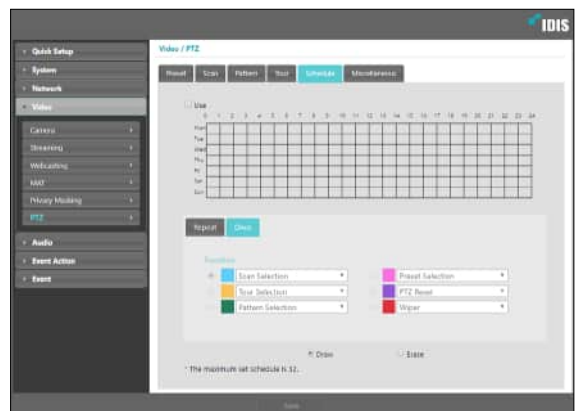 IDIS
Quick Setup
System
Network
Video
Camera
Streaming
Webcasting
MAT
Privacy Masking
PTZ
Audio
Event Action
Event
Video / PTZ
Preset Scan Pattern Tour Schedule Miscellaneous
Use
0 1 2 3 4 5 6 7 8 9 10 11 12 13 14 15 16 17 18 19 20 21 22 23 24
Mon
Tue
Wed
Thu
Fri
Sat
Sun
Repeat Once
Function
Scan Selection Preset Selection
Tour Selection PTZ Reset
Pattern Selection Wiper
Draw Erase
* The maximum set schedule is 32.
Save